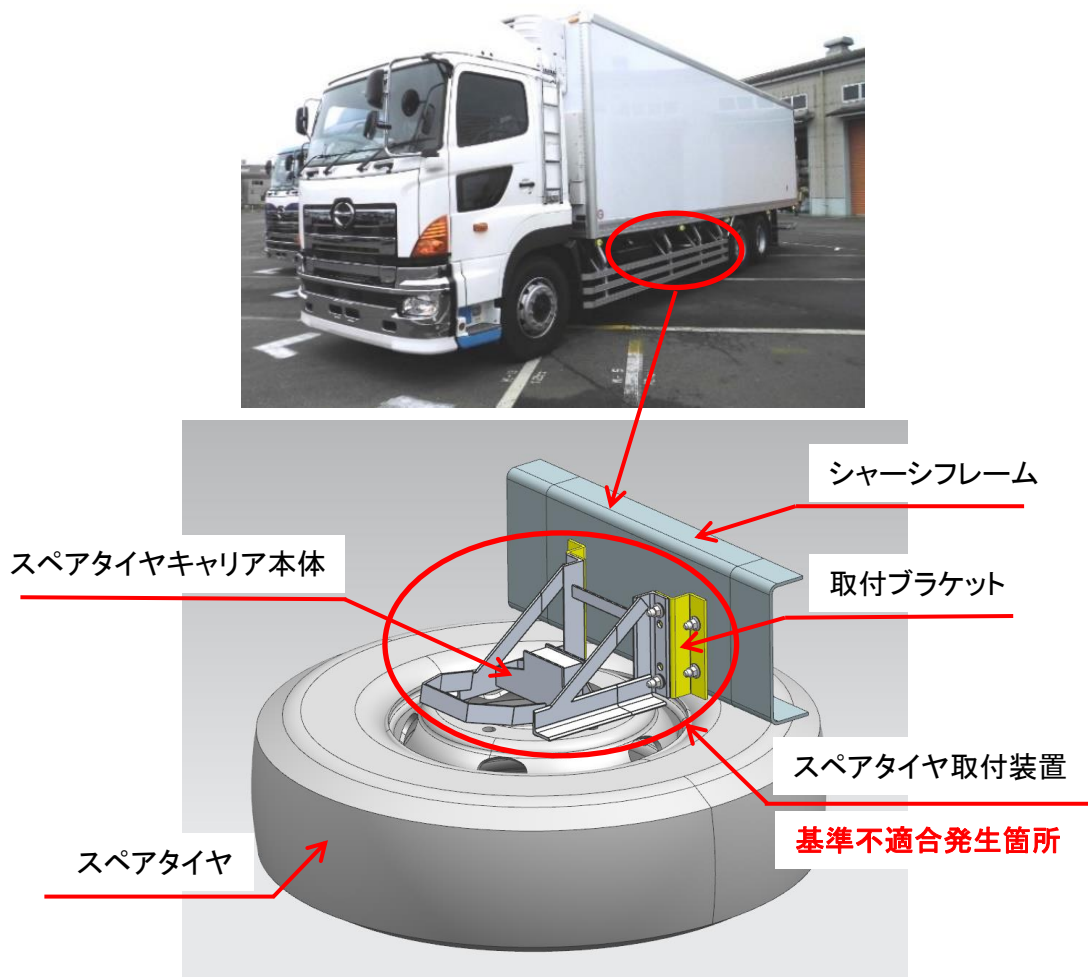 シャーシフレーム
スペアタイヤキャリア本体
取付ブラケット
スペアタイヤ取付装置
基準不適合発生箇所
スペアタイヤ